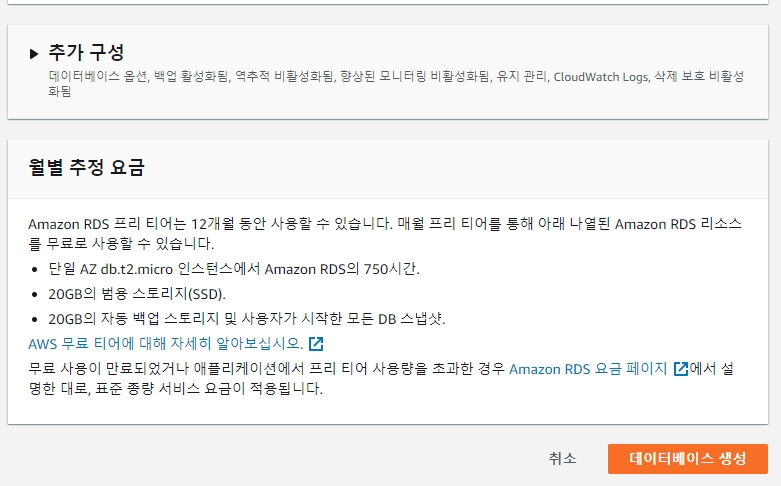 추가 구성
데이터베이스 옵션, 백업 활성화됨, 역추적 비활성화됨, 향상된 모니터링 비활성화됨, 유지 관리, CloudWatch Logs, 삭제 보호 비활성
화됨
월별 추정 요금
Amazon RDS 프리 티어는 12개월 동안 사용할 수 있습니다. 매월 프리 티어를 통해 아래 나열된 Amazon RDS 리소스
를 무료로 사용할 수 있습니다.
• 단일 AZ db.t2.micro 인스턴스에서 Amazon RDS의 750시간.
• 20GB의 범용 스토리지(SSD).
• 20GB의 자동 백업 스토리지 및 사용자가 시작한 모든 DB 스냅샷.
AWS 무료 티어에 대해 자세히 알아보십시오.
무료 사용이 만료되었거나 애플리케이션에서 프리 티어 사용량을 초과한 경우 Amazon RDS 요금 페이지에서 설
명한 대로, 표준 종량 서비스 요금이 적용됩니다.
취소
데이터베이스 생성